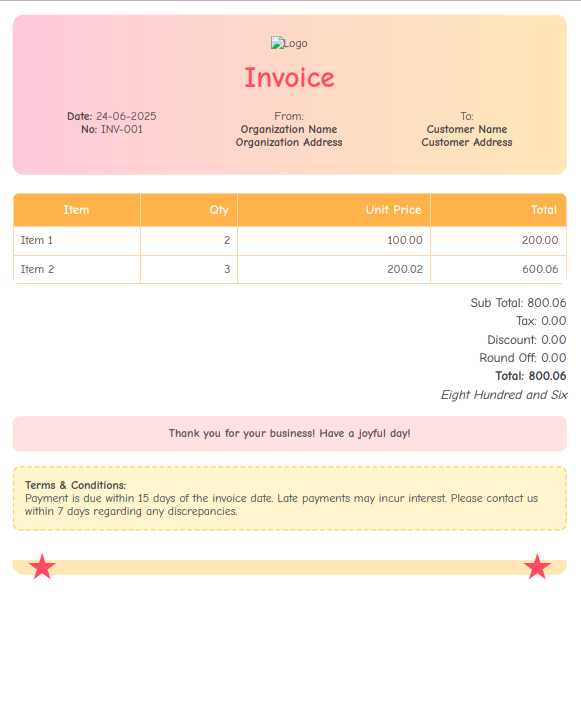 Logo
Invoice
Date: 24-06-2025
No: INV-001
From:
Organization Name
Organization Address
To:
Customer Name
Customer Address
Item Qty Unit Price Total
Item 1 2 100.00 200.00
Item 2 3 200.02 600.06
Sub Total: 800.06
Tax: 0.00
Discount: 0.00
Round Off: 0.00
Total: 800.06
Eight Hundred and Six
Thank you for your business! Have a joyful day!
Terms & Conditions:
Payment is due within 15 days of the invoice date. Late payments may incur interest. Please contact us
within 7 days regarding any discrepancies.